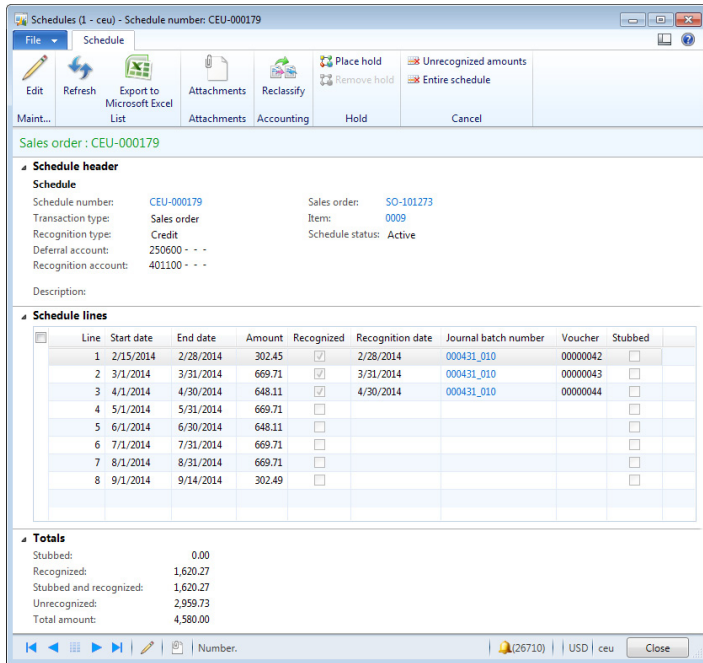 Schedules (1 - ceu) - Schedule number: CEU-000179
File Schedule
Edit Refresh Export to Microsoft Excel Attachments Reclassify Place hold Remove hold Unrecognized amounts Entire schedule
Maint... List Attachments Accounting Hold Cancel
Sales order : CEU-000179
Schedule header
Schedule
Schedule number: CEU-000179 Sales order: SO-101273
Transaction type: Sales order Item: 0009
Recognition type: Credit Schedule status: Active
Deferral account: 250600 - - -
Recognition account: 401100 - - -
Description:
Schedule lines
Line Start date End date Amount Recognized Recognition date Journal batch number Voucher Stubbed
1 2/15/2014 2/28/2014 302.45 2/28/2014 000431_010 00000042
2 3/1/2014 3/31/2014 669.71 3/31/2014 000431_010 00000043
3 4/1/2014 4/30/2014 648.11 4/30/2014 000431_010 00000044
4 5/1/2014 5/31/2014 669.71
5 6/1/2014 6/30/2014 648.11
6 7/1/2014 7/31/2014 669.71
7 8/1/2014 8/31/2014 669.71
8 9/1/2014 9/14/2014 302.49
Totals
Stubbed: 0.00
Recognized: 1,620.27
Stubbed and recognized: 1,620.27
Unrecognized: 2,959.73
Total amount: 4,580.00
Number. (26710) USD ceu Close